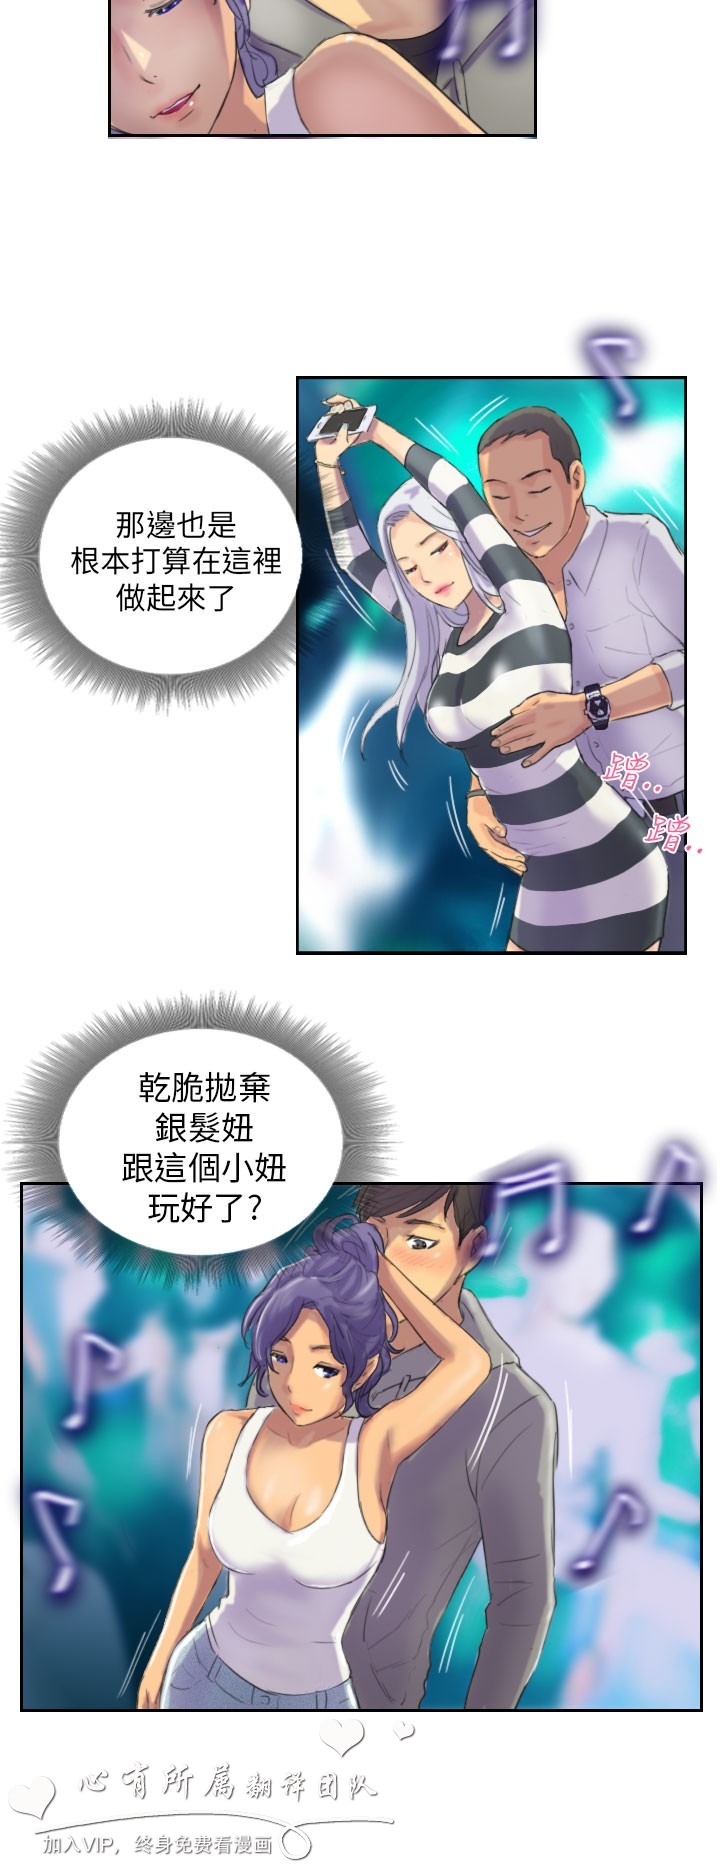 那邊也是
根本打算在這裡
做起來了
蹭..
蹭..
乾脆拋棄
銀髮妞
跟這個小妞
玩好了?
心有所属翻译团队
加入VIP，终身免费看漫画